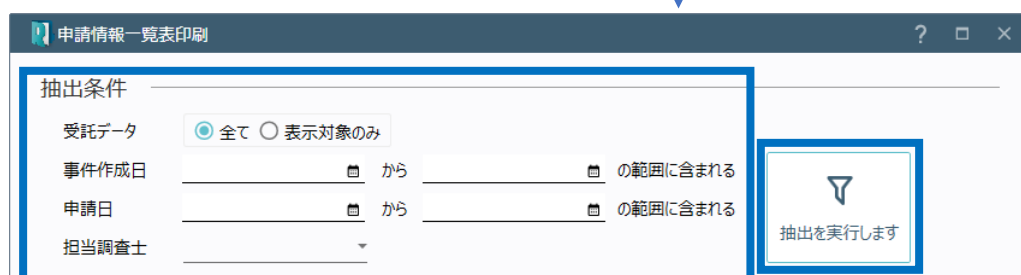 申請情報一覧表印刷
抽出条件
受託データ 全て 表示対象のみ
事件作成日 から の範囲に含まれる
申請日 から の範囲に含まれる
担当調査士
抽出を実行します